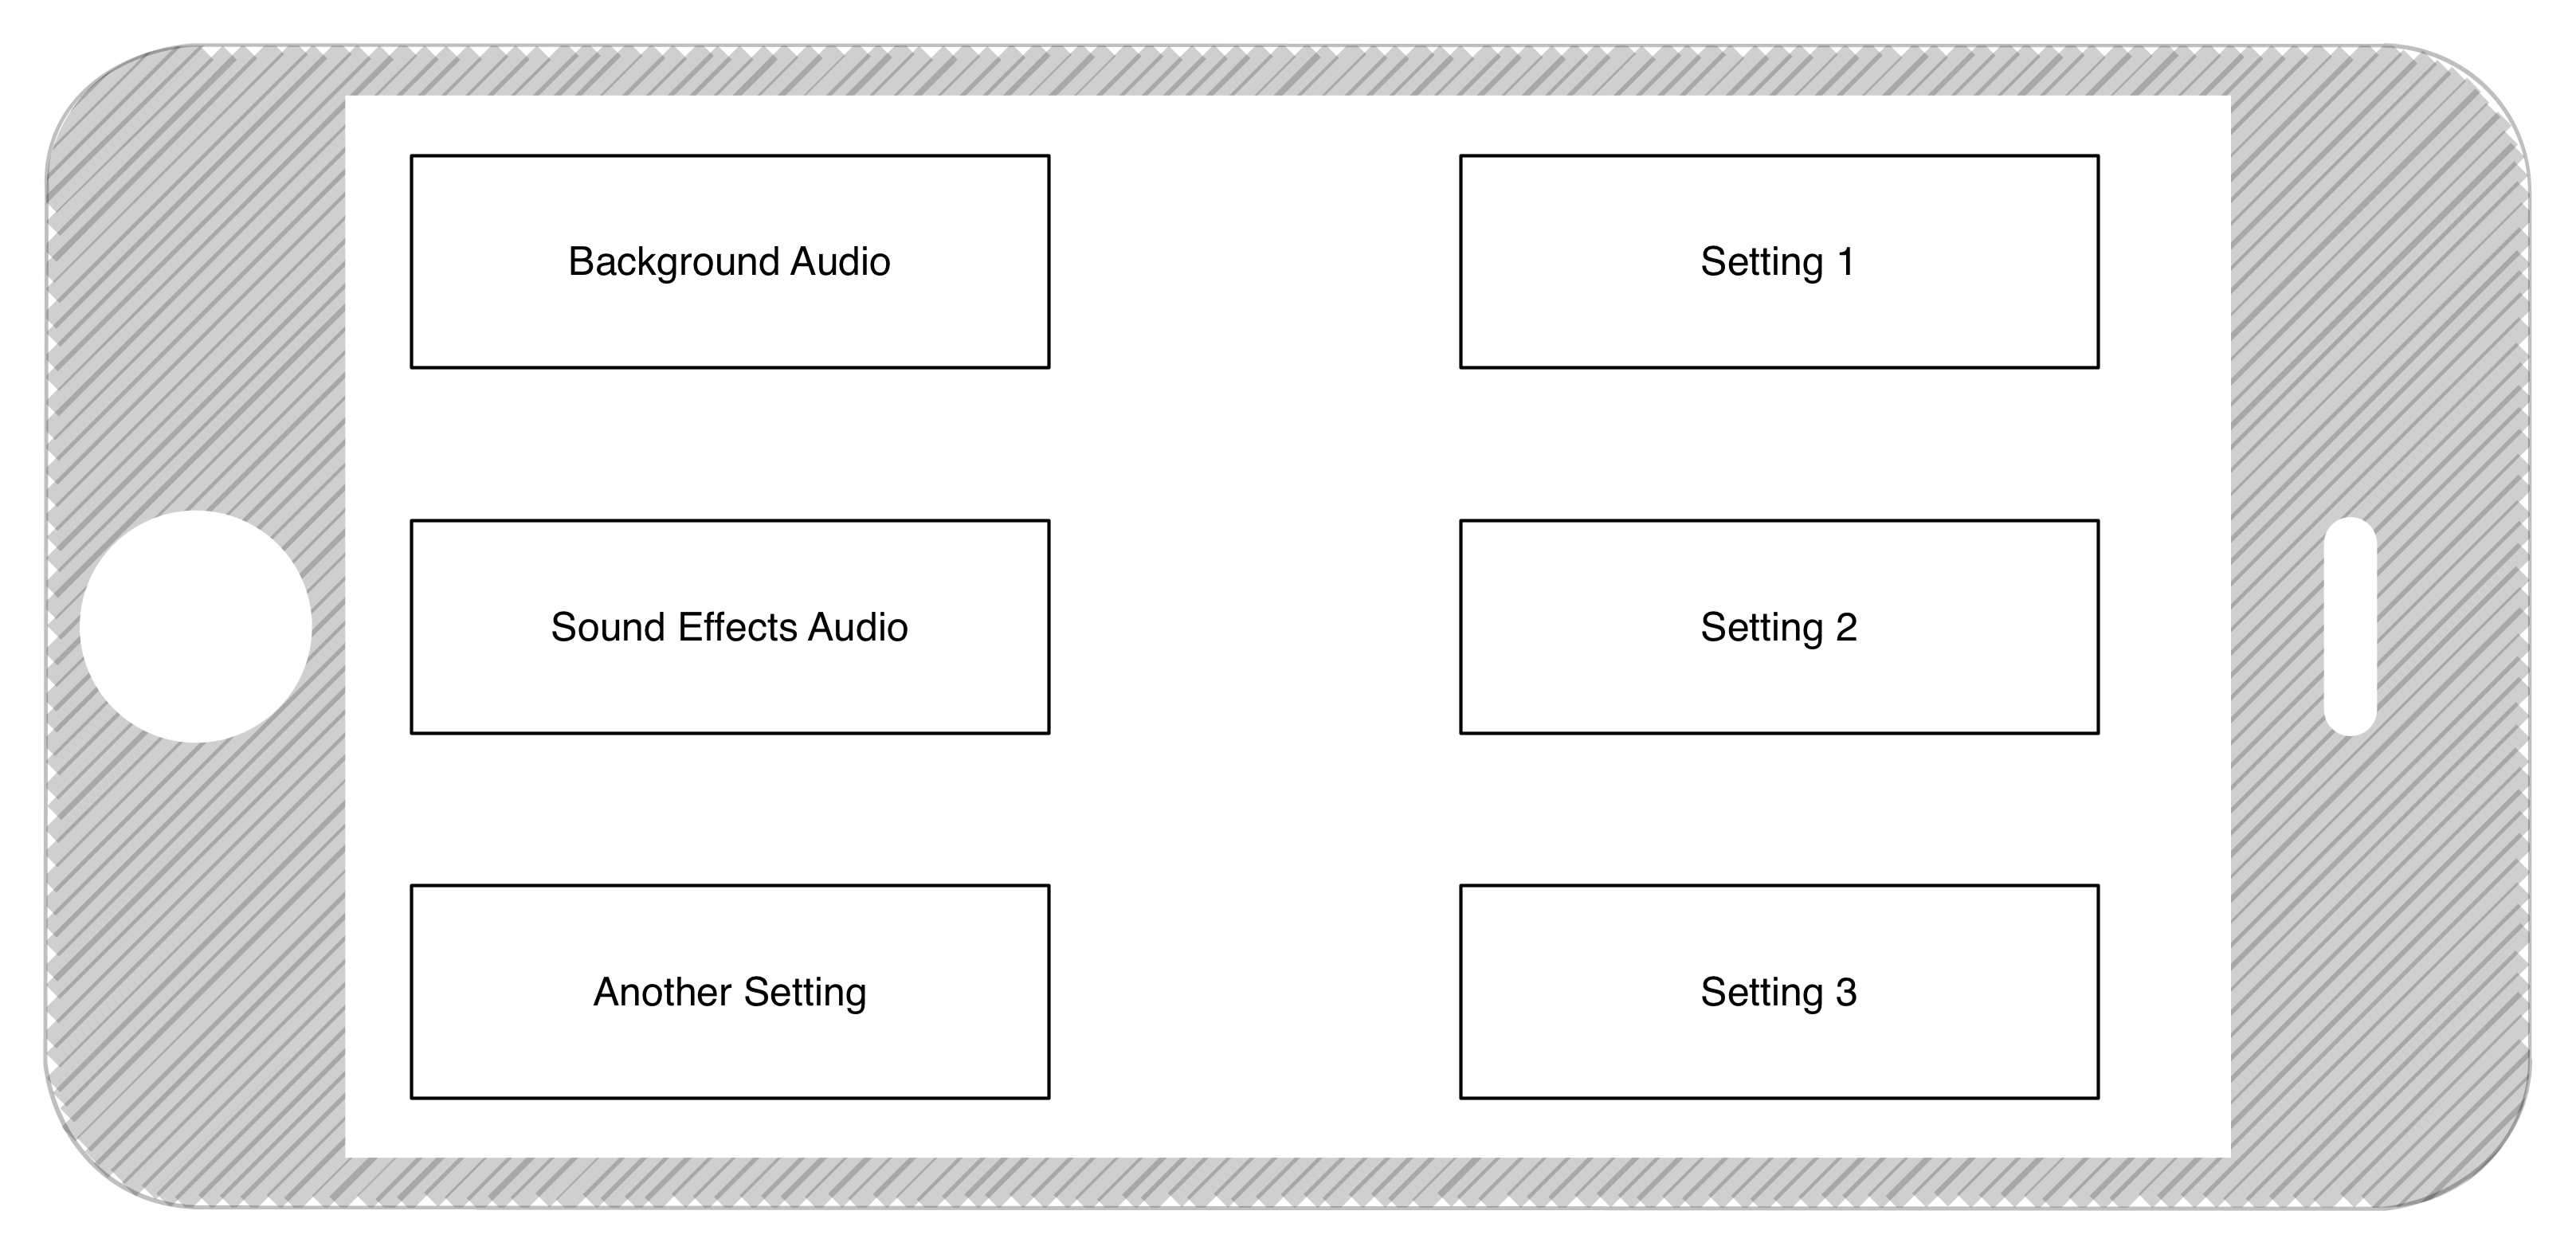 Background Audio
Setting 1
Sound Effects Audio
Setting 2
Another Setting
Setting 3